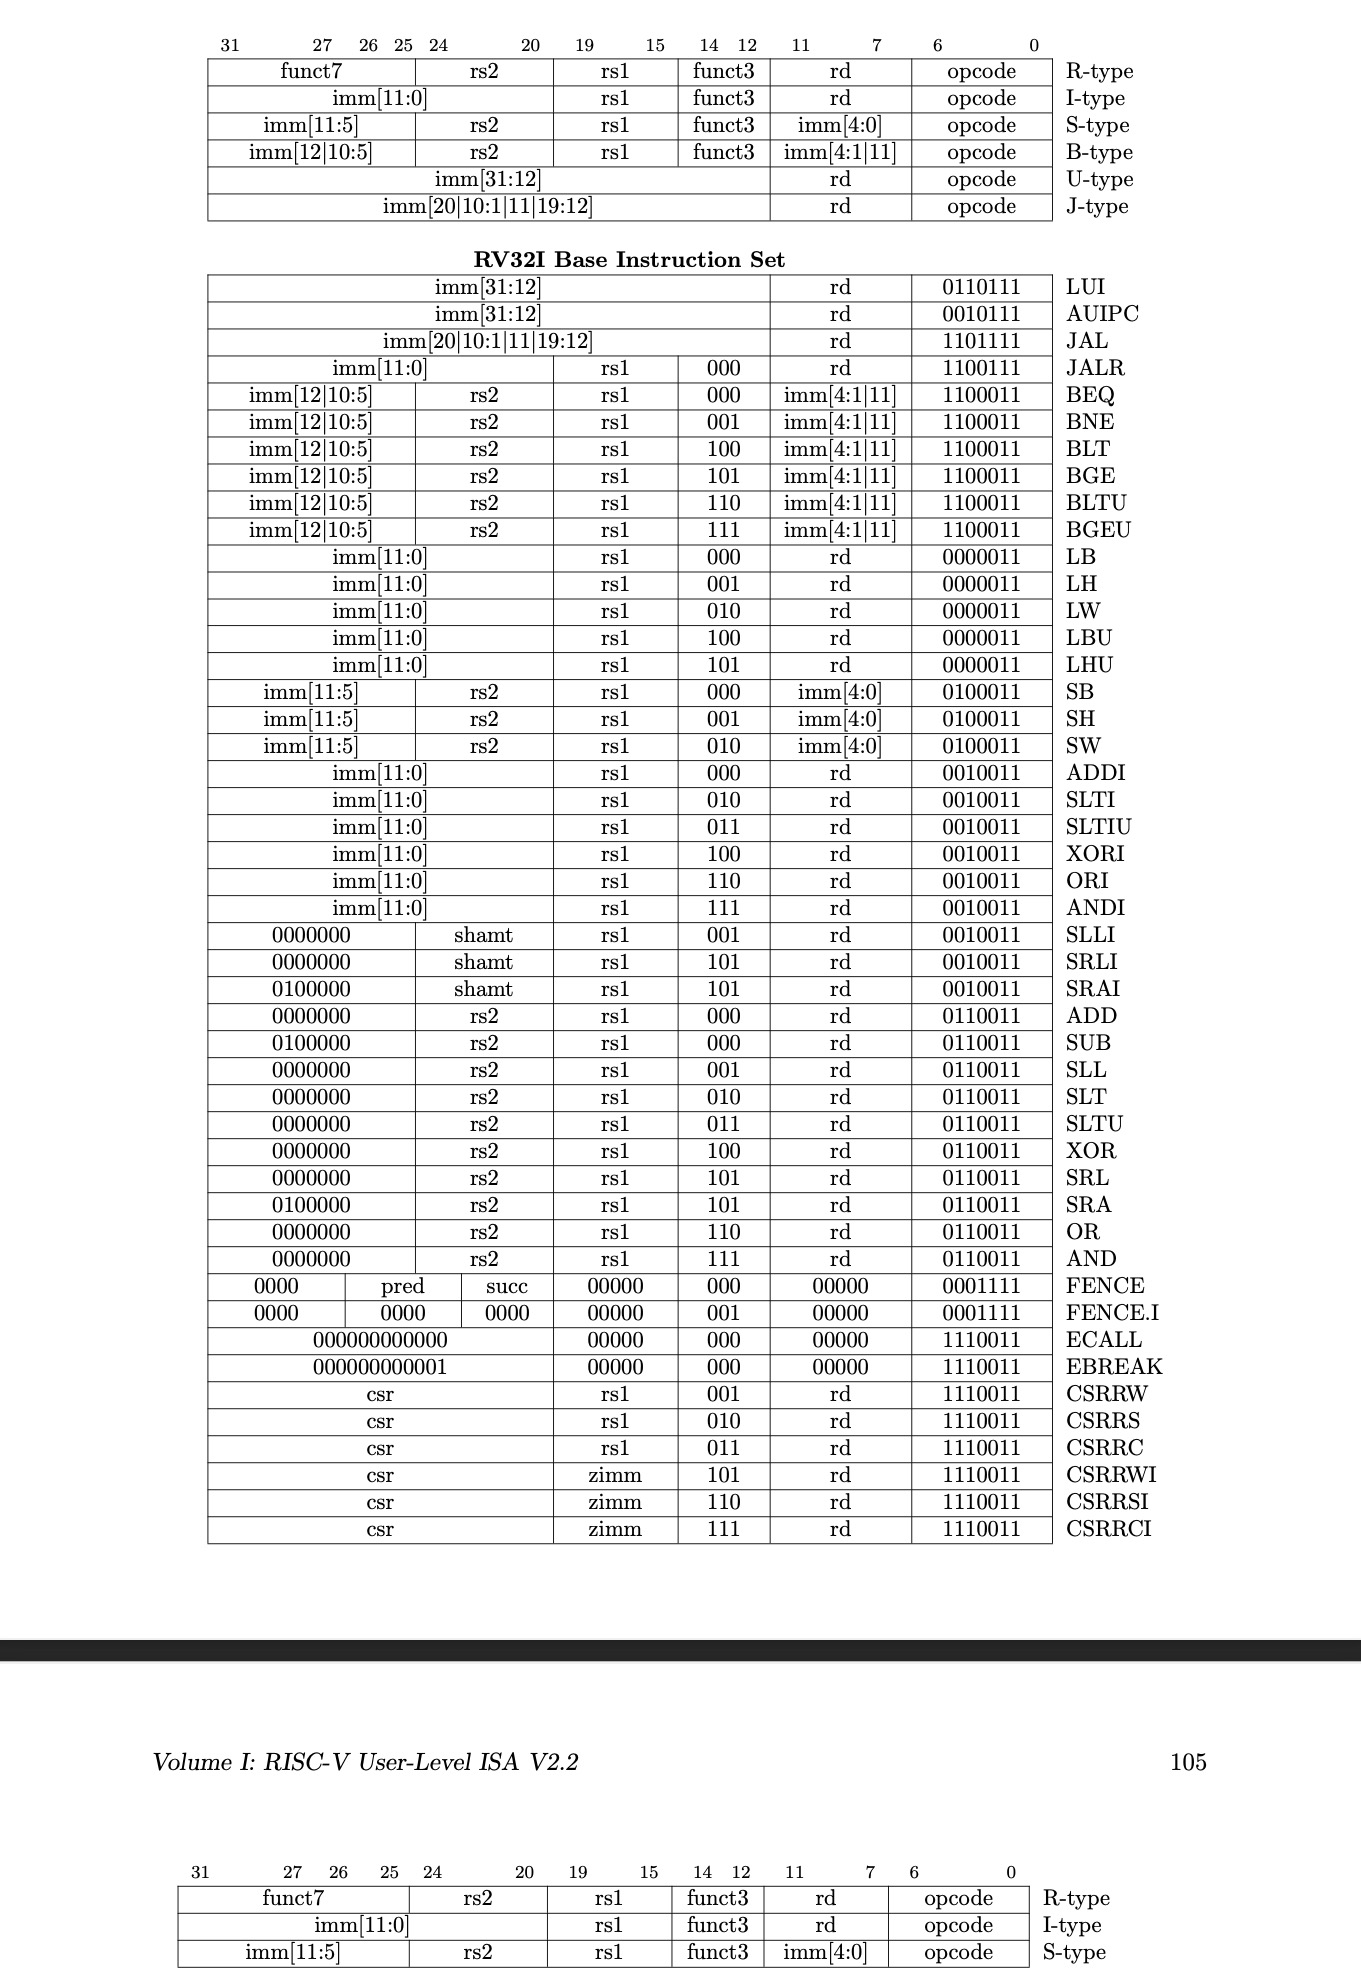 31 27 26 25 24 20 19 15 14 12 11 7 6 0
funct7 rs2 rs1 funct3 rd opcode R-type
imm[11:0] rs1 funct3 rd opcode I-type
imm[11:5] rs2 rs1 funct3 imm[4:0] opcode S-type
imm[12|10:5] rs2 rs1 funct3 imm[4:1|11] opcode B-type
imm[31:12] rd opcode U-type
imm[20|10:1|11|19:12] rd opcode J-type
RV32I Base Instruction Set
imm[31:12] rd 0110111 LUI
imm[31:12] rd 0010111 AUIPC
imm[20|10:1|11|19:12] rd 1101111 JAL
imm[11:0] rs1 000 rd 1100111 JALR
imm[12|10:5] rs2 rs1 000 imm[4:1|11] 1100011 BEQ
imm[12|10:5] rs2 rs1 001 imm[4:1|11] 1100011 BNE
imm[12|10:5] rs2 rs1 100 imm[4:1|11] 1100011 BLT
imm[12|10:5] rs2 rs1 101 imm[4:1|11] 1100011 BGE
imm[12|10:5] rs2 rs1 110 imm[4:1|11] 1100011 BLTU
imm[12|10:5] rs2 rs1 111 imm[4:1|11] 1100011 BGEU
imm[11:0] rs1 000 rd 0000011 LB
imm[11:0] rs1 001 rd 0000011 LH
imm[11:0] rs1 010 rd 0000011 LW
imm[11:0] rs1 100 rd 0000011 LBU
imm[11:0] rs1 101 rd 0000011 LHU
imm[11:5] rs2 rs1 000 imm[4:0] 0100011 SB
imm[11:5] rs2 rs1 001 imm[4:0] 0100011 SH
imm[11:5] rs2 rs1 010 imm[4:0] 0100011 SW
imm[11:0] rs1 000 rd 0010011 ADDI
imm[11:0] rs1 010 rd 0010011 SLTI
imm[11:0] rs1 011 rd 0010011 SLTIU
imm[11:0] rs1 100 rd 0010011 XORI
imm[11:0] rs1 110 rd 0010011 ORI
imm[11:0] rs1 111 rd 0010011 ANDI
0000000 shamt rs1 001 rd 0010011 SLLI
0000000 shamt rs1 101 rd 0010011 SRLI
0100000 shamt rs1 101 rd 0010011 SRAI
0000000 rs2 rs1 000 rd 0110011 ADD
0100000 rs2 rs1 000 rd 0110011 SUB
0000000 rs2 rs1 001 rd 0110011 SLL
0000000 rs2 rs1 010 rd 0110011 SLT
0000000 rs2 rs1 011 rd 0110011 SLTU
0000000 rs2 rs1 100 rd 0110011 XOR
0000000 rs2 rs1 101 rd 0110011 SRL
0100000 rs2 rs1 101 rd 0110011 SRA
0000000 rs2 rs1 110 rd 0110011 OR
0000000 rs2 rs1 111 rd 0110011 AND
0000 pred succ 00000 000 00000 0001111 FENCE
0000 0000 0000 00000 001 00000 0001111 FENCE.I
000000000000 00000 000 00000 1110011 ECALL
000000000001 00000 000 00000 1110011 EBREAK
csr rs1 001 rd 1110011 CSRRW
csr rs1 010 rd 1110011 CSRRS
csr rs1 011 rd 1110011 CSRRC
csr zimm 101 rd 1110011 CSRRWI
csr zimm 110 rd 1110011 CSRRSI
csr zimm 111 rd 1110011 CSRRCI
Volume I: RISC-V User-Level ISA V2.2 105
31 27 26 25 24 20 19 15 14 12 11 7 6 0
funct7 rs2 rs1 funct3 rd opcode R-type
imm[11:0] rs1 funct3 rd opcode I-type
imm[11:5] rs2 rs1 funct3 imm[4:0] opcode S-type